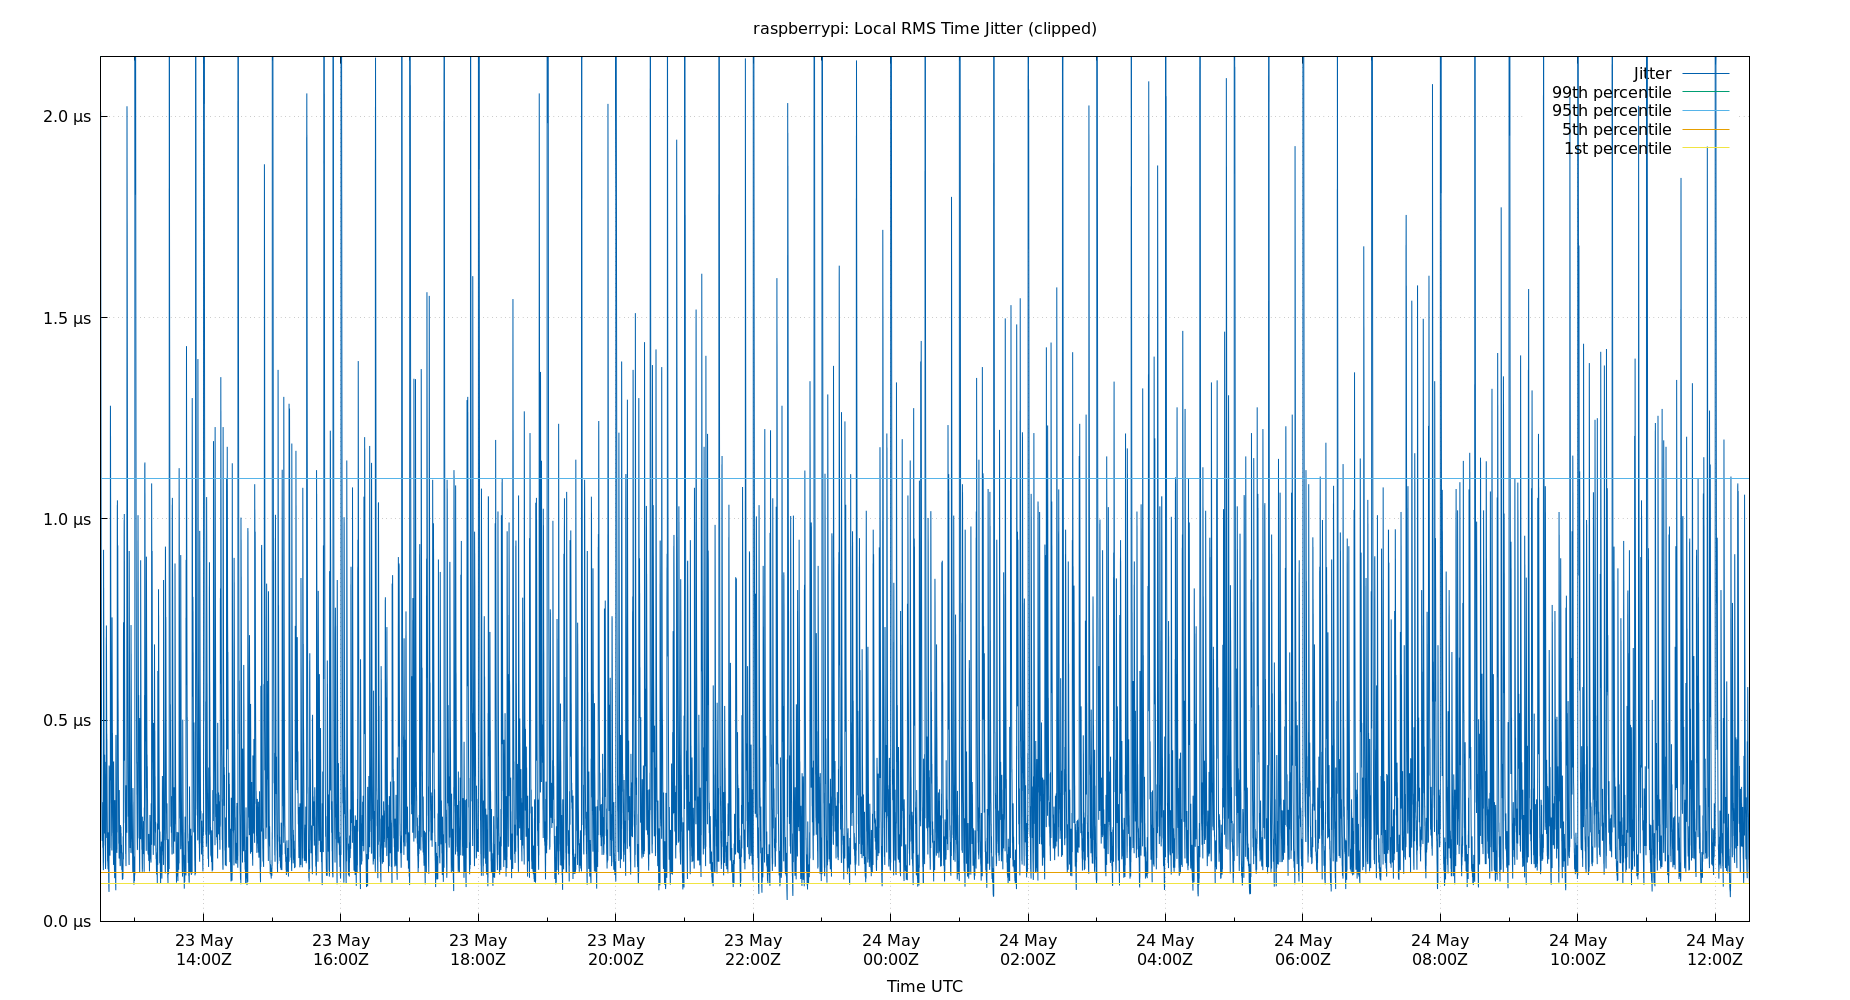 raspberrypi: Local RMS Time Jitter (clipped)
Jitter
99th percentile
95th percentile
5th percentile
1st percentile
2.0 μs
1.5 μs
1.0 μs
0.5 μs
0.0 μs
23 May 23 May 23 May 23 May 23 May 24 May 24 May 24 May 24 May 24 May 24 May 24 May
14:00Z 16:00Z 18:00Z 20:00Z 22:00Z 00:00Z 02:00Z 04:00Z 06:00Z 08:00Z 10:00Z 12:00Z
Time UTC